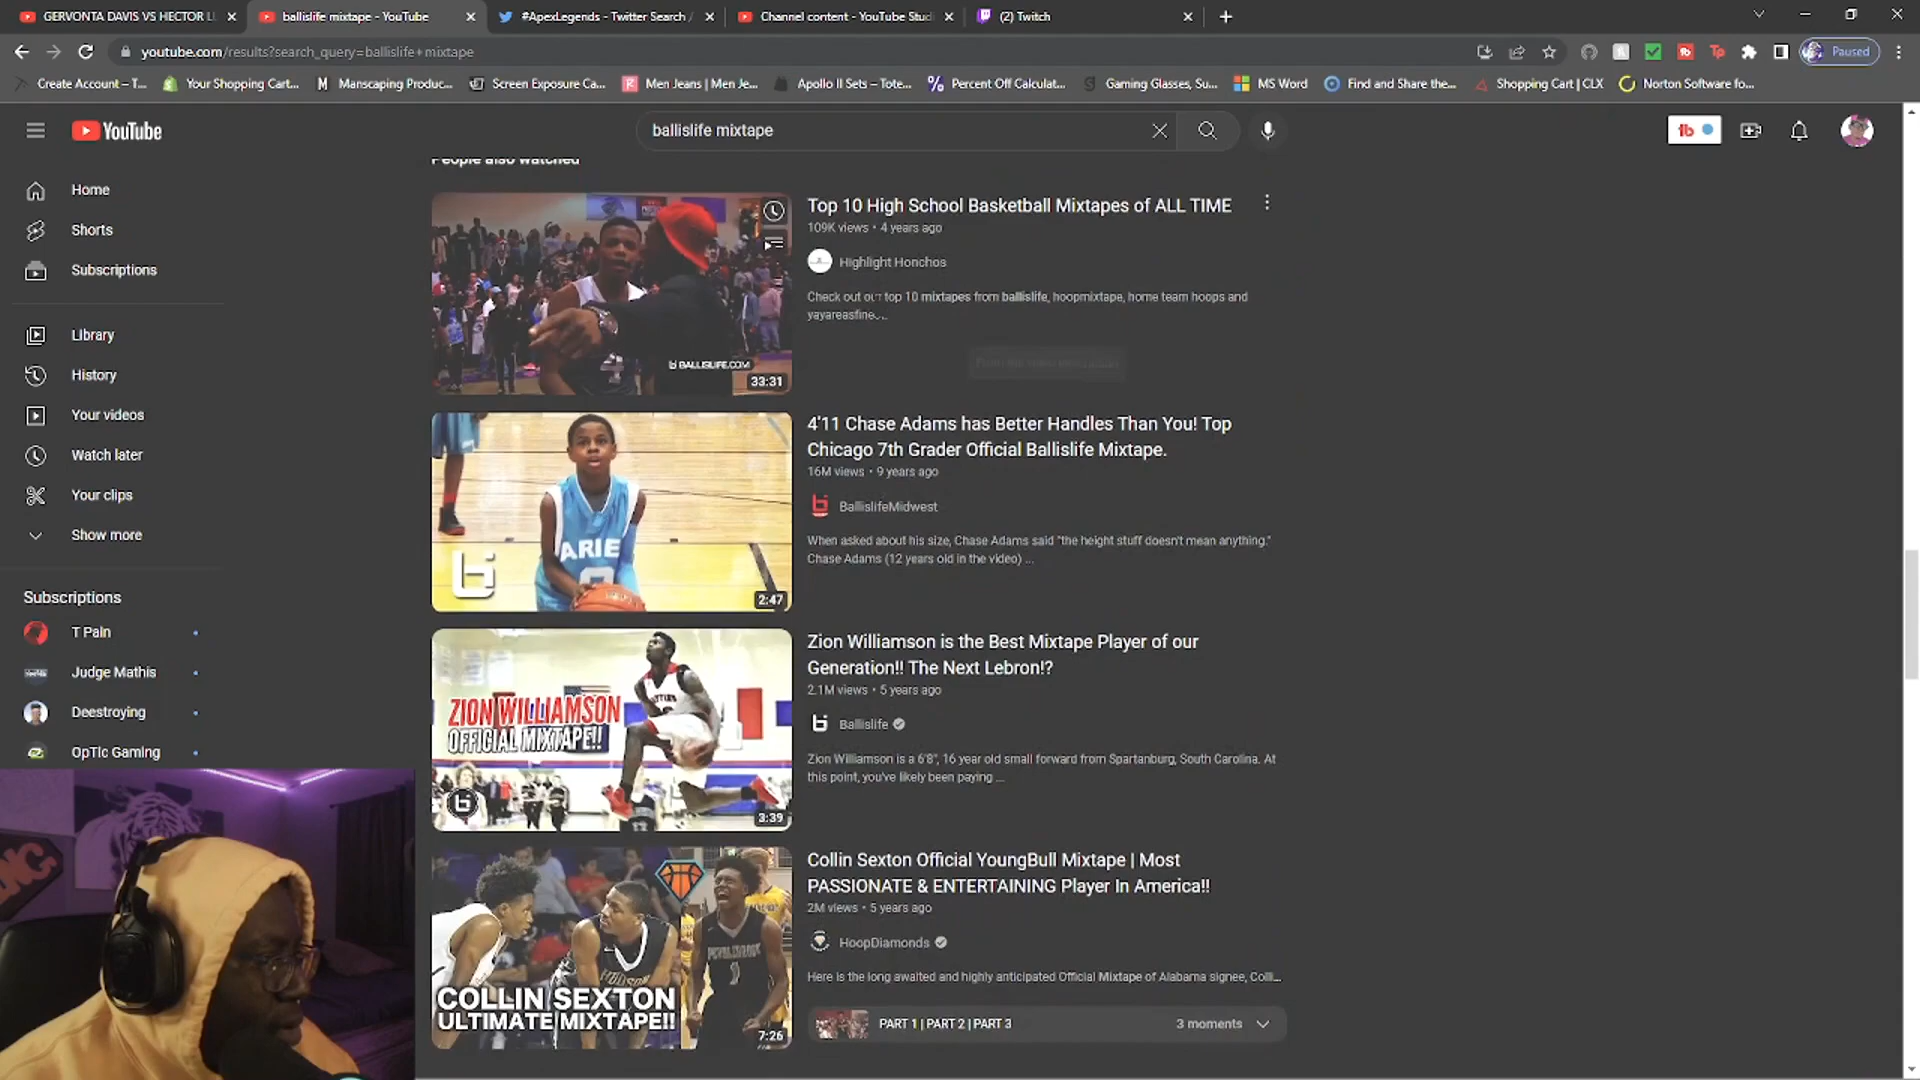 GERVONTA DAVIS VS HECTOR L
ballislife mixtape - YouTube
#ApexLegends - Twitter Search /
Channel content - YouTube Stud
(2) Twitch
youtube.com/results?search_query=ballislife+mixtape
Paused
Create Account – T...
Your Shopping Cart...
Manscaping Produc...
Screen Exposure Ca...
Men Jeans | Men Je...
Apollo II Sets – Tote...
Percent Off Calculat...
Gaming Glasses, Su...
MS Word
Find and Share the...
Shopping Cart | CLX
Norton Software fo...
YouTube
ballislife mixtape
People also watched
Home
Shorts
Subscriptions
Library
History
Your videos
Watch later
Your clips
Show more
Subscriptions
T Pain
Judge Mathis
Deestroying
OpTic Gaming
BALLISLIFE.COM
33:31
Top 10 High School Basketball Mixtapes of ALL TIME
109K views • 4 years ago
Highlight Honchos
Check out our top 10 mixtapes from ballislife, hoopmixtape, home team hoops and
yayareasfine...
ARIE
2:47
4'11 Chase Adams has Better Handles Than You! Top
Chicago 7th Grader Official Ballislife Mixtape.
16M views • 9 years ago
BallislifeMidwest
When asked about his size, Chase Adams said "the height stuff doesn't mean anything."
Chase Adams (12 years old in the video) ...
ZION WILLIAMSON
OFFICIAL MIXTAPE!!
3:39
Zion Williamson is the Best Mixtape Player of our
Generation!! The Next Lebron!?
2.1M views • 5 years ago
Ballislife
Zion Williamson is a 6'8", 16 year old small forward from Spartanburg, South Carolina. At
this point, you've likely been paying ...
COLLIN SEXTON
ULTIMATE MIXTAPE!!
7:26
Collin Sexton Official YoungBull Mixtape | Most
PASSIONATE & ENTERTAINING Player In America!!
2M views • 5 years ago
HoopDiamonds
Here is the long awaited and highly anticipated Official Mixtape of Alabama signee, Colli...
PART 1 | PART 2 | PART 3
3 moments